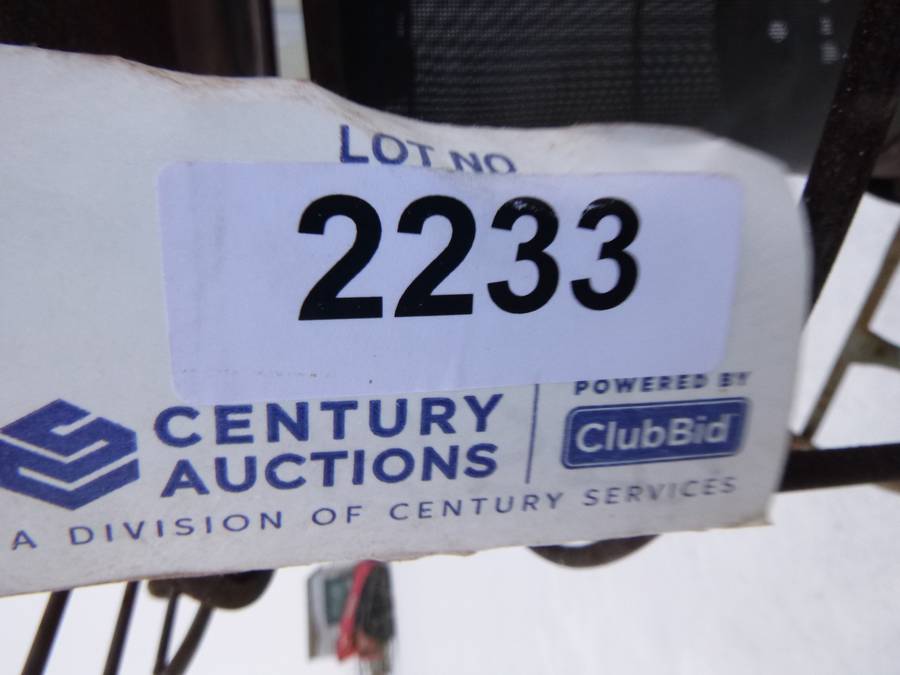 LOT NO
2233
CENTURY
AUCTIONS
POWERED BY
ClubBid
A DIVISION OF CENTURY SERVICES